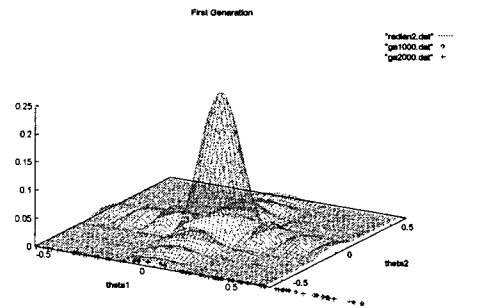 First Generation
"radien2.dat"
"ga1000.dat"
"ga2000.dat"
0.25
0.2
0.15
0.1
0.05
0
-0.5
0
0.5
theta1
-0.5
0
0.5
theta2